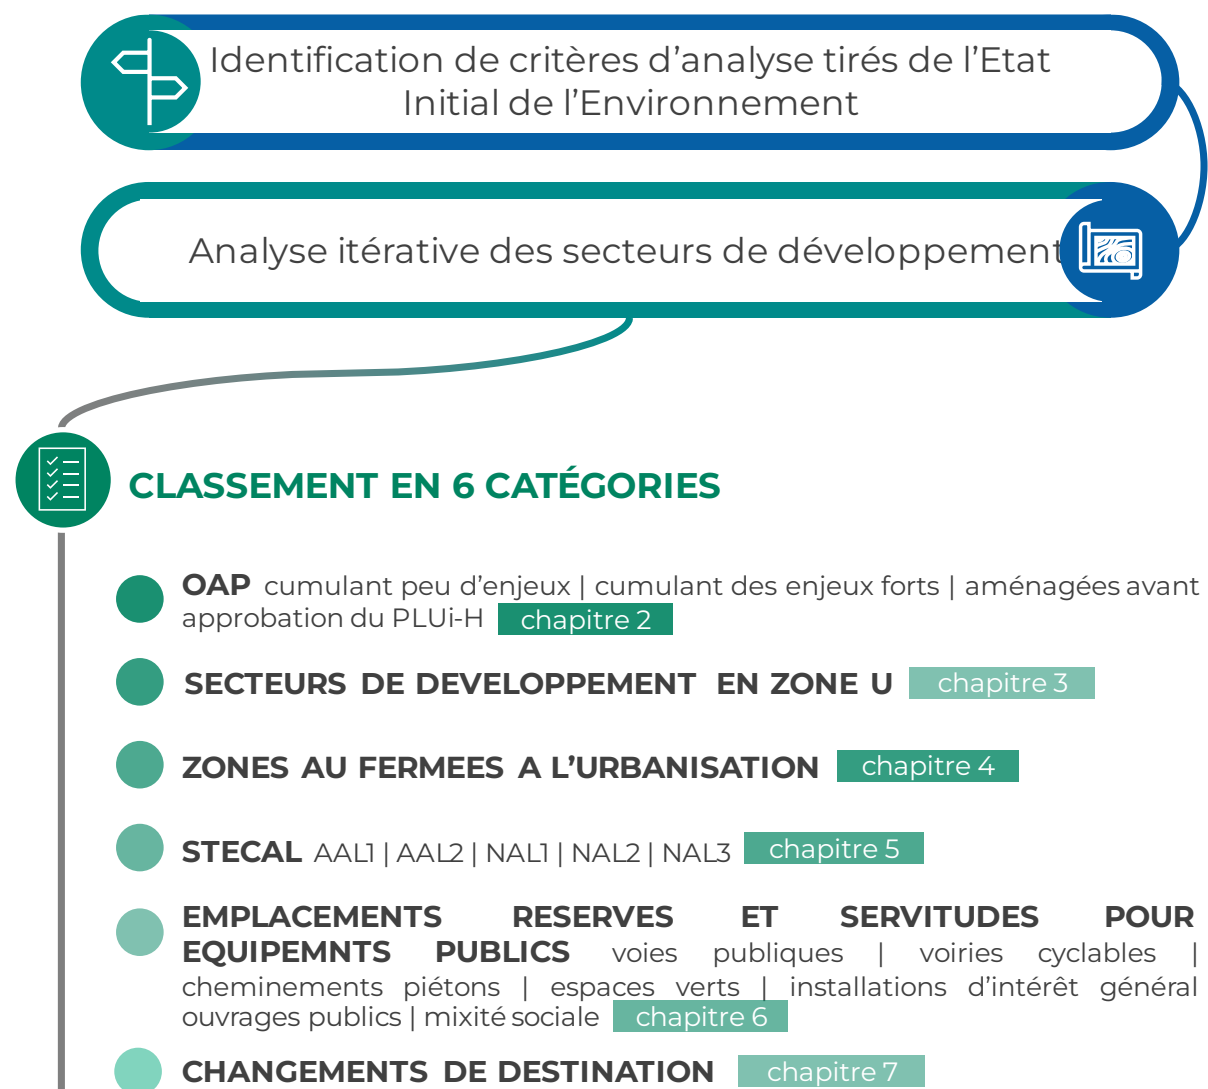 Identification de critères d’analyse tirés de l’Etat
Initial de l’Environnement
Analyse itérative des secteurs de développement
CLASSEMENT EN 6 CATÉGORIES
OAP cumulant peu d’enjeux | cumulant des enjeux forts | aménagées avant
approbation du PLUi-H chapitre 2
SECTEURS DE DEVELOPPEMENT EN ZONE U chapitre 3
ZONES AU FERMEES A L’URBANISATION chapitre 4
STECAL AAL1 | AAL2 | NAL1 | NAL2 | NAL3 chapitre 5
EMPLACEMENTS RESERVES ET SERVITUDES POUR
EQUIPEMNTS PUBLICS voies publiques | voiries cyclables |
cheminements piétons | espaces verts | installations d’intérêt général
ouvrages publics | mixité sociale chapitre 6
CHANGEMENTS DE DESTINATION chapitre 7